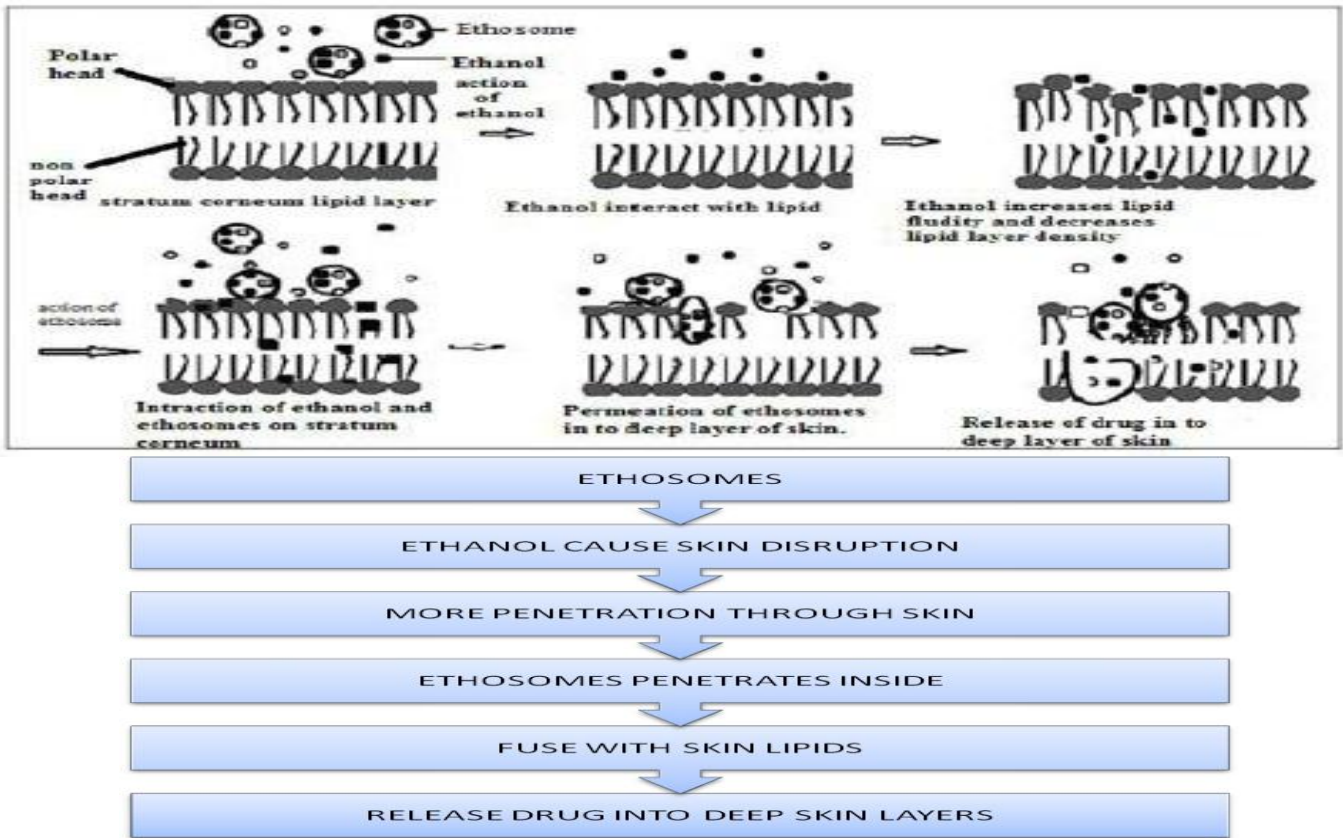 Ethosome
Polar
head
Ethanol
action
of
ethanol
non
polar
head
stratum corneum lipid layer
Ethanol interact with lipid
Ethanol increases lipid
fludity and decreases
lipid layer density
action of
ethosome
Intraction of ethanol and
ethosomes on stratum
corneum
Permeation of ethosomes
in to deep layer of skin.
Release of drug in to
deep layer of skin
ETHOSOMES
ETHANOL CAUSE SKIN DISRUPTION
MORE PENETRATION THROUGH SKIN
ETHOSOMES PENETRATES INSIDE
FUSE WITH SKIN LIPIDS
RELEASE DRUG INTO DEEP SKIN LAYERS